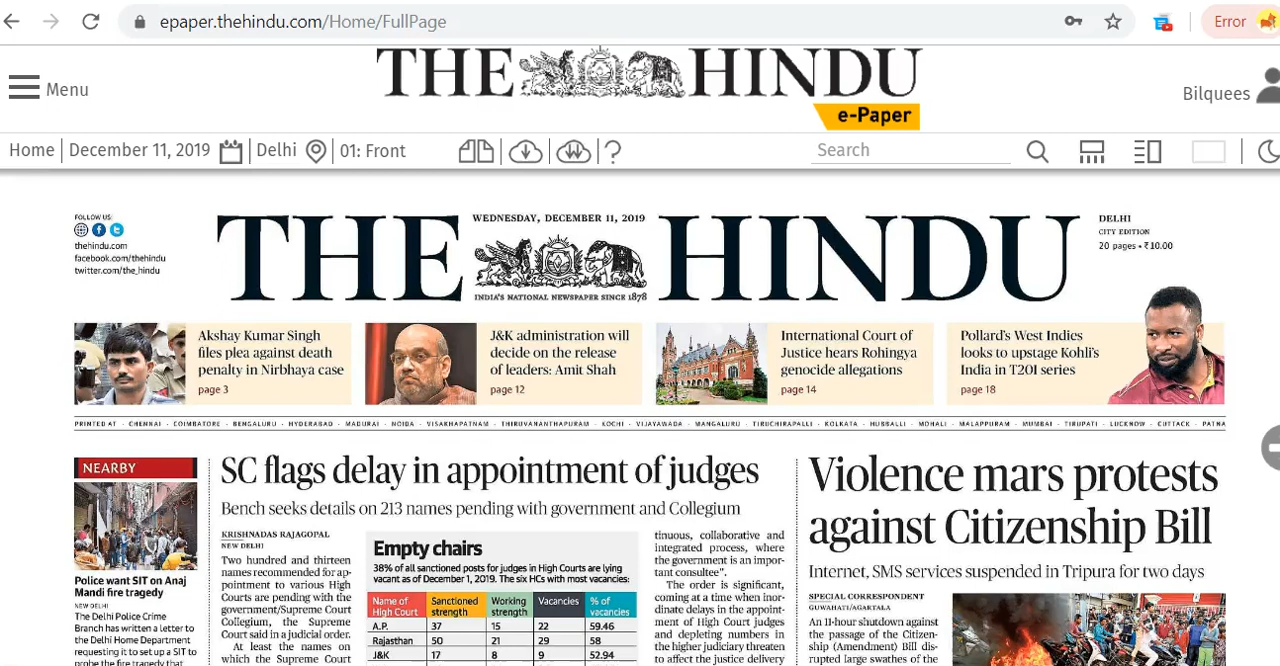 epaper.thehindu.com/Home/FullPage
Error
Menu
THE HINDU
e-Paper
Bilquees
Home | December 11, 2019 | Delhi | 01: Front
?
Search
FOLLOW US:
thehindu.com
facebook.com/thehindu
twitter.com/the_hindu
THE HINDU
WEDNESDAY, DECEMBER 11, 2019
INDIA'S NATIONAL NEWSPAPER SINCE 1878
DELHI
CITY EDITION
20 pages • ₹10.00
Akshay Kumar Singh
files plea against death
penalty in Nirbhaya case
page 3
J&K administration will
decide on the release
of leaders: Amit Shah
page 12
International Court of
Justice hears Rohingya
genocide allegations
page 14
Pollard's West Indies
looks to upstage Kohli's
India in T20I series
page 18
PRINTED AT · CHENNAI · COIMBATORE · BENGALURU · HYDERABAD · MADURAI · NOIDA · VISAKHAPATNAM · THIRUVANANTHAPURAM · KOCHI · VIJAYAWADA · MANGALURU · TIRUCHIRAPALLI · KOLKATA · HUBBALLI · MOHALI · MALAPPURAM · MUMBAI · TIRUPATI · LUCKNOW · CUTTACK · PATNA
NEARBY
Police want SIT on Anaj
Mandi fire tragedy
NEW DELHI
The Delhi Police Crime
Branch has written a letter to
the Delhi Home Department
requesting it to set up a SIT to
probe the fire tragedy that
SC flags delay in appointment of judges
Bench seeks details on 213 names pending with government and Collegium
KRISHNADAS RAJAGOPAL
NEW DELHI
Two hundred and thirteen
names recommended for ap-
pointment to various High
Courts are pending with the
government/Supreme Court
Collegium, the Supreme
Court said in a judicial order.
At least the names on
which the Supreme Court
Empty chairs
38% of all sanctioned posts for judges in High Courts are lying
vacant as of December 1, 2019. The six HCs with most vacancies:
Name of High Court | Sanctioned strength | Working strength | Vacancies | % of vacancies
A.P. 37 15 22 59.46
Rajasthan 50 21 29 58
J&K 17 8 9 52.94
tinuous, collaborative and
integrated process, where
the government is an impor-
tant consultee".
The order is significant,
coming at a time when inor-
dinate delays in the appoint-
ment of High Court judges
and depleting numbers in
the higher judiciary threaten
to affect the justice delivery
Violence mars protests
against Citizenship Bill
Internet, SMS services suspended in Tripura for two days
SPECIAL CORRESPONDENT
GUWAHATI/AGARTALA
An 11-hour shutdown against
the passage of the Citizen-
ship (Amendment) Bill dis-
rupted large swathes of the